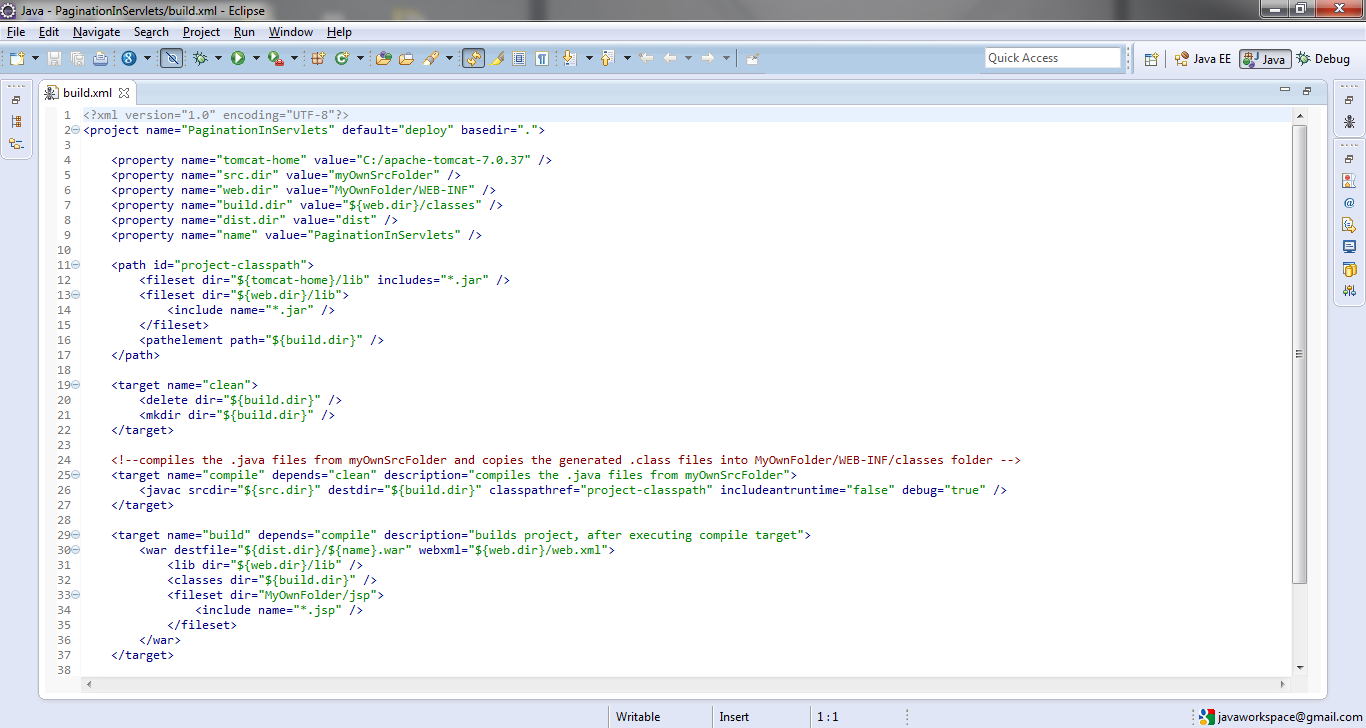 Java - PaginationInServlets/build.xml - Eclipse
File Edit Navigate Search Project Run Window Help
Quick Access
Java EE
Java
Debug
build.xml
1 <?xml version="1.0" encoding="UTF-8"?>
2 <project name="PaginationInServlets" default="deploy" basedir=".">
3
4     <property name="tomcat-home" value="C:/apache-tomcat-7.0.37" />
5     <property name="src.dir" value="myOwnSrcFolder" />
6     <property name="web.dir" value="MyOwnFolder/WEB-INF" />
7     <property name="build.dir" value="${web.dir}/classes" />
8     <property name="dist.dir" value="dist" />
9     <property name="name" value="PaginationInServlets" />
10
11     <path id="project-classpath">
12         <fileset dir="${tomcat-home}/lib" includes="*.jar" />
13         <fileset dir="${web.dir}/lib">
14             <include name="*.jar" />
15         </fileset>
16         <pathelement path="${build.dir}" />
17     </path>
18
19     <target name="clean">
20         <delete dir="${build.dir}" />
21         <mkdir dir="${build.dir}" />
22     </target>
23
24     <!--compiles the .java files from myOwnSrcFolder and copies the generated .class files into MyOwnFolder/WEB-INF/classes folder -->
25     <target name="compile" depends="clean" description="compiles the .java files from myOwnSrcFolder">
26         <javac srcdir="${src.dir}" destdir="${build.dir}" classpathref="project-classpath" includeantruntime="false" debug="true" />
27     </target>
28
29     <target name="build" depends="compile" description="builds project, after executing compile target">
30         <war destfile="${dist.dir}/${name}.war" webxml="${web.dir}/web.xml">
31             <lib dir="${web.dir}/lib" />
32             <classes dir="${build.dir}" />
33             <fileset dir="MyOwnFolder/jsp">
34                 <include name="*.jsp" />
35             </fileset>
36         </war>
37     </target>
38
Writable
Insert
1 : 1
javaworkspace@gmail.com